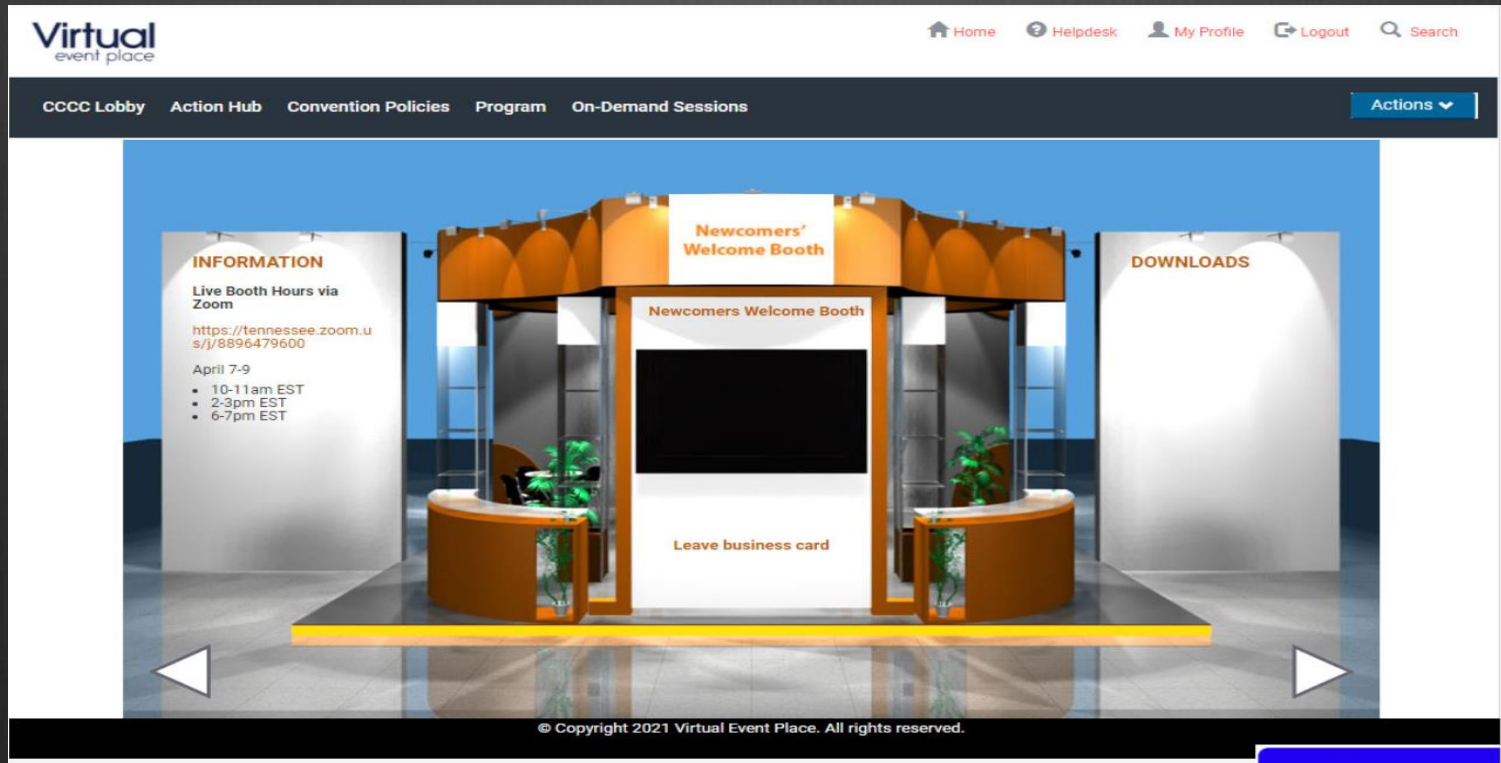 Virtual
event place
Home Helpdesk My Profile Logout Search
CCCC Lobby Action Hub Convention Policies Program On-Demand Sessions Actions
Newcomers'
Welcome Booth
INFORMATION
Live Booth Hours via
Zoom
https://tennessee.zoom.u
s/j/8896479600
April 7-9
• 10-11am EST
• 2-3pm EST
• 6-7pm EST
Newcomers Welcome Booth
Leave business card
DOWNLOADS
© Copyright 2021 Virtual Event Place. All rights reserved.